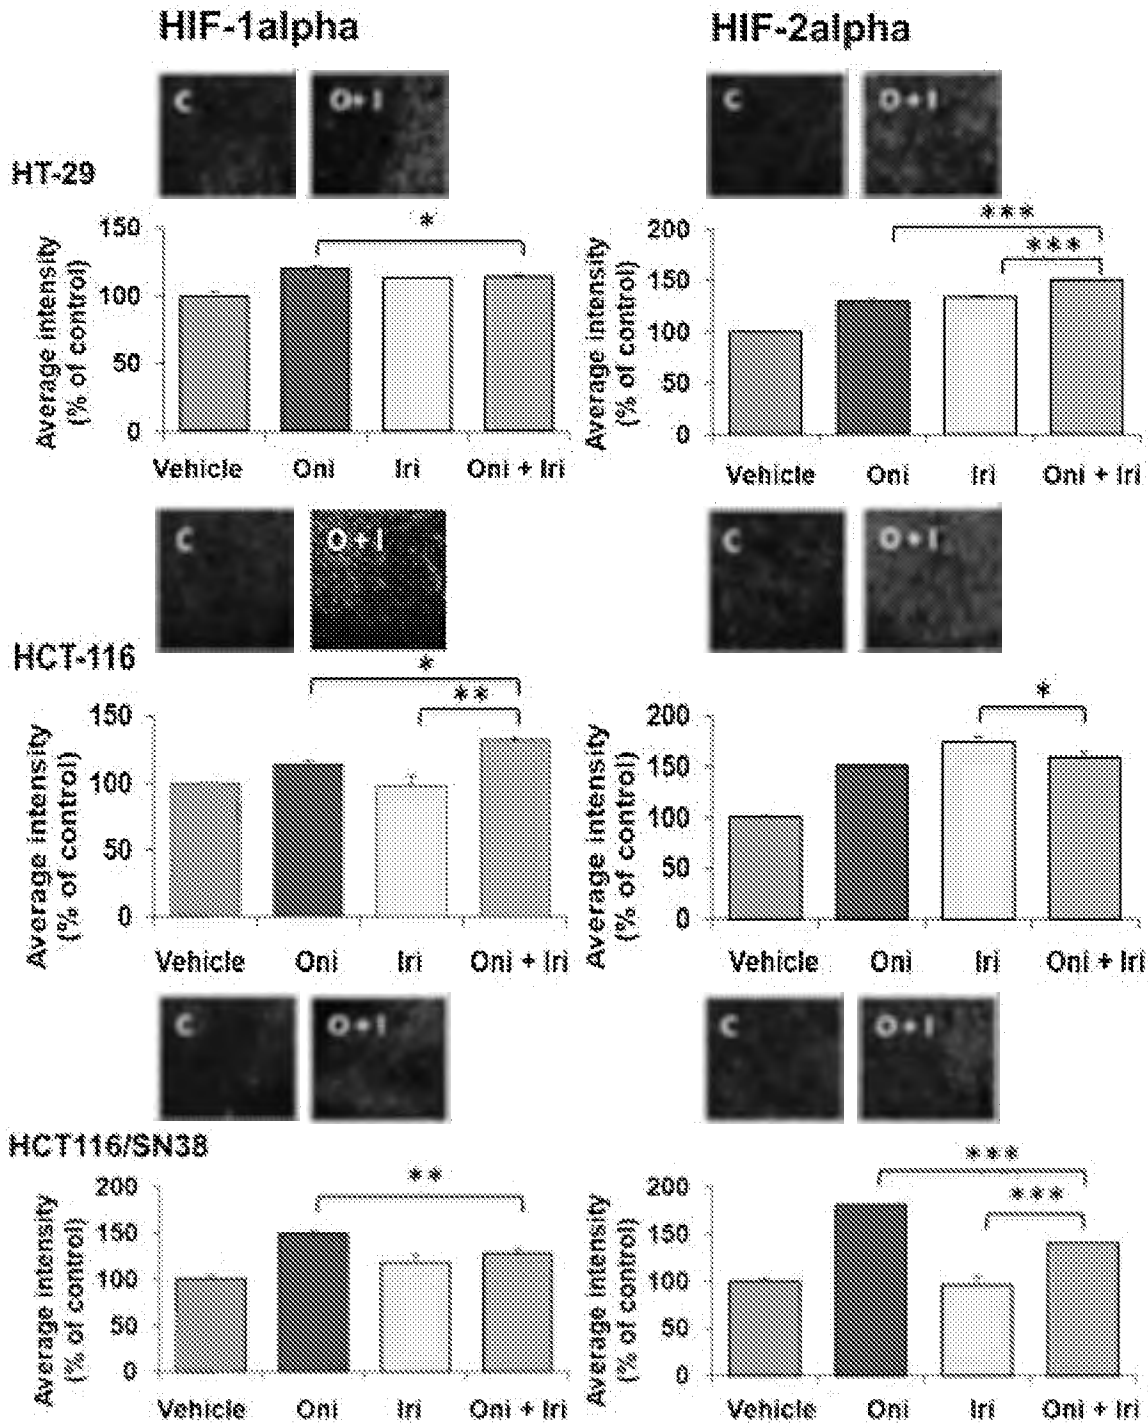 HIF-1alpha
HIF-2alpha
C
O+I
C
O+I
HT-29
*
150
100
50
0
Average intensity
(% of control)
Vehicle Oni Iri Oni + Iri
***
***
200
150
100
50
0
Average intensity
(% of control)
Vehicle Oni Iri Oni + Iri
C
O+I
C
O+I
HCT-116
*
**
150
100
50
0
Average intensity
(% of control)
Vehicle Oni Iri Oni + Iri
*
200
150
100
50
0
Average intensity
(% of control)
Vehicle Oni Iri Oni + Iri
C
O+I
C
O+I
HCT116/SN38
**
200
150
100
50
0
Average intensity
(% of control)
Vehicle Oni Iri Oni + Iri
***
***
200
150
100
50
0
Average intensity
(% of control)
Vehicle Oni Iri Oni + Iri